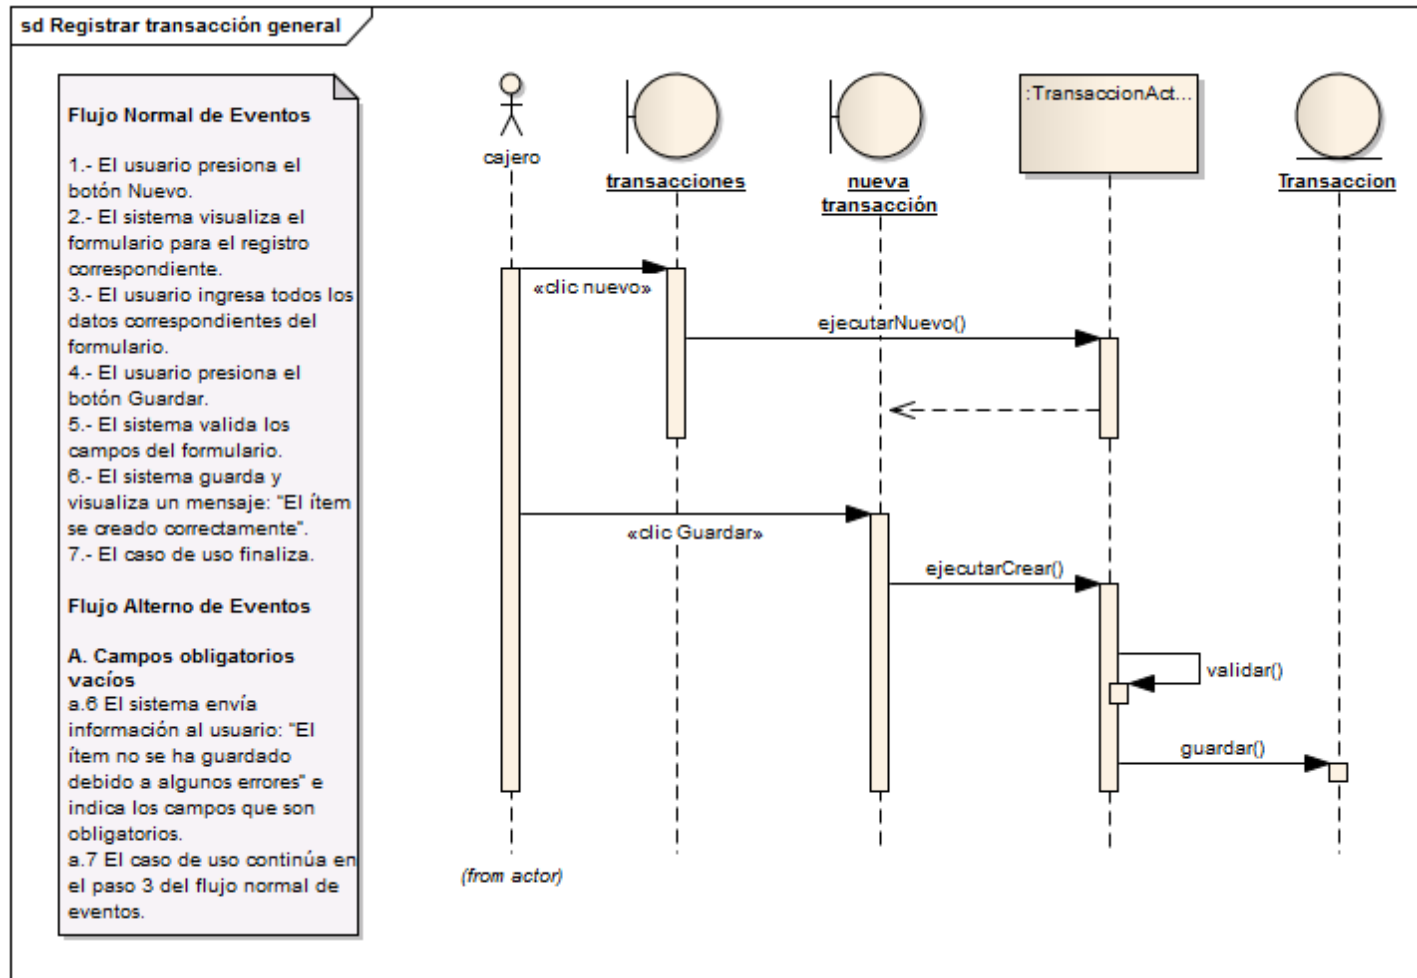 sd Registrar transacción general
Flujo Normal de Eventos
1.- El usuario presiona el
botón Nuevo.
2.- El sistema visualiza el
formulario para el registro
correspondiente.
3.- El usuario ingresa todos los
datos correspondientes del
formulario.
4.- El usuario presiona el
botón Guardar.
5.- El sistema valida los
campos del formulario.
6.- El sistema guarda y
visualiza un mensaje: "El ítem
se creado correctamente".
7.- El caso de uso finaliza.
Flujo Alterno de Eventos
A. Campos obligatorios
vacíos
a.6 El sistema envía
información al usuario: "El
ítem no se ha guardado
debido a algunos errores" e
indica los campos que son
obligatorios.
a.7 El caso de uso continúa en
el paso 3 del flujo normal de
eventos.
cajero
transacciones
nueva
transacción
:TransaccionAct...
Transaccion
«clic nuevo»
ejecutarNuevo()
«clic Guardar»
ejecutarCrear()
validar()
guardar()
(from actor)